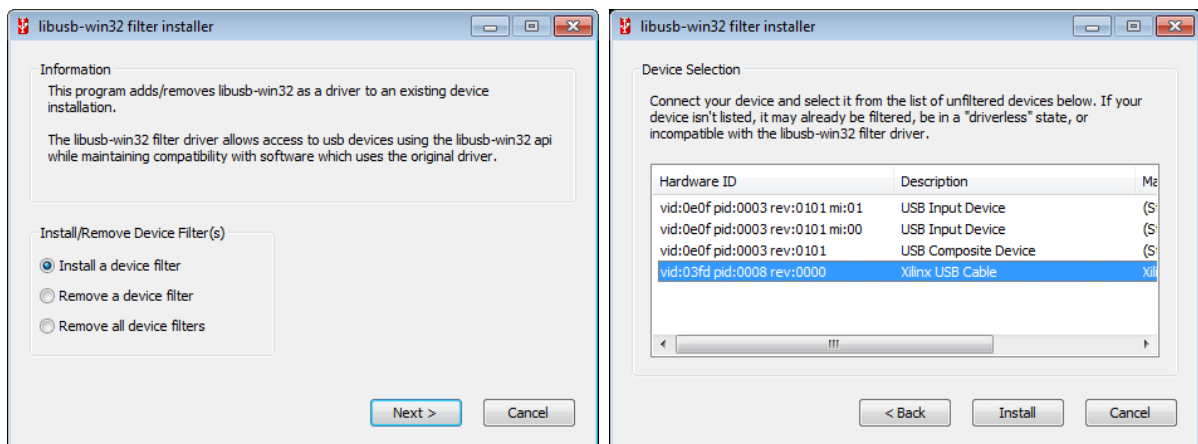 libusb-win32 filter installer
Information
This program adds/removes libusb-win32 as a driver to an existing device
installation.
The libusb-win32 filter driver allows access to usb devices using the libusb-win32 api
while maintaining compatibility with software which uses the original driver.
Install/Remove Device Filter(s)
Install a device filter
Remove a device filter
Remove all device filters
Next >
Cancel
libusb-win32 filter installer
Device Selection
Connect your device and select it from the list of unfiltered devices below. If your
device isn't listed, it may already be filtered, be in a "driverless" state, or
incompatible with the libusb-win32 filter driver.
Hardware ID Description Ma
vid:0e0f pid:0003 rev:0101 mi:01 USB Input Device (S
vid:0e0f pid:0003 rev:0101 mi:00 USB Input Device (S
vid:0e0f pid:0003 rev:0101 USB Composite Device (S
vid:03fd pid:0008 rev:0000 Xilinx USB Cable Xili
< Back
Install
Cancel